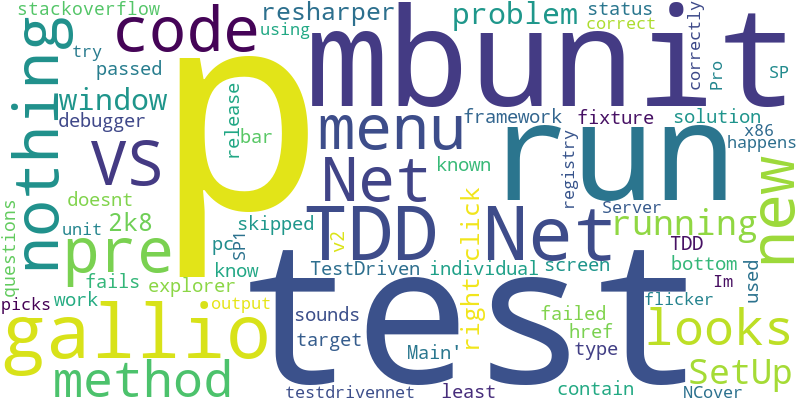 stackoverflow
resharper
problem
status
correct
code
using
try
passed
nothing
p
mbunit
correctly
Pro
SP
window
debugger
VS
release
bar
menu
framework
fixture
solution
x86
happens
run
registry
new
Net
known
doesnt
2k8
unit
questions
pre
pc
SP1
skipped
know
v2
TDD Net
right click
Server
running
TDD
bottom
Im
used
fails
explorer
TestDriven
individual
screen
flicker
picks
work
output
gallio
sounds
target
test
Main'
failed
href
type
looks
SetUp
method
testdrivennet
least
contain
NCover